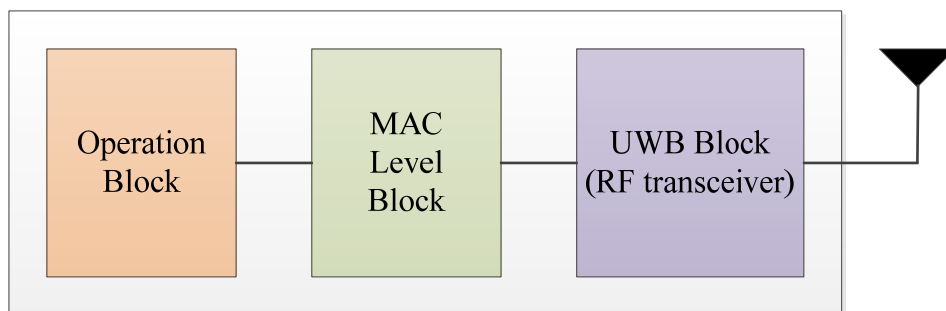 Operation
Block
MAC
Level
Block
UWB Block
(RF transceiver)